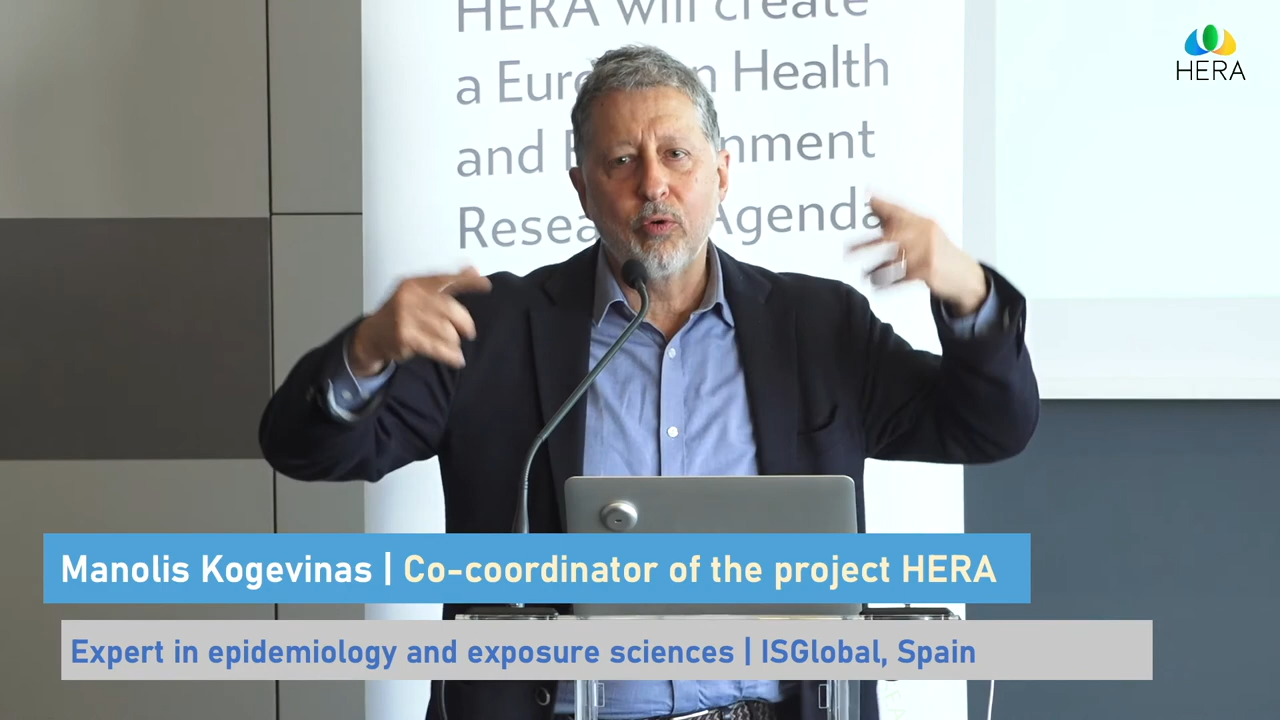 HERA will create
a Eur n Health
and nment
Resea Agenda
HERA
Manolis Kogevinas | Co-coordinator of the project HERA
Expert in epidemiology and exposure sciences | ISGlobal, Spain